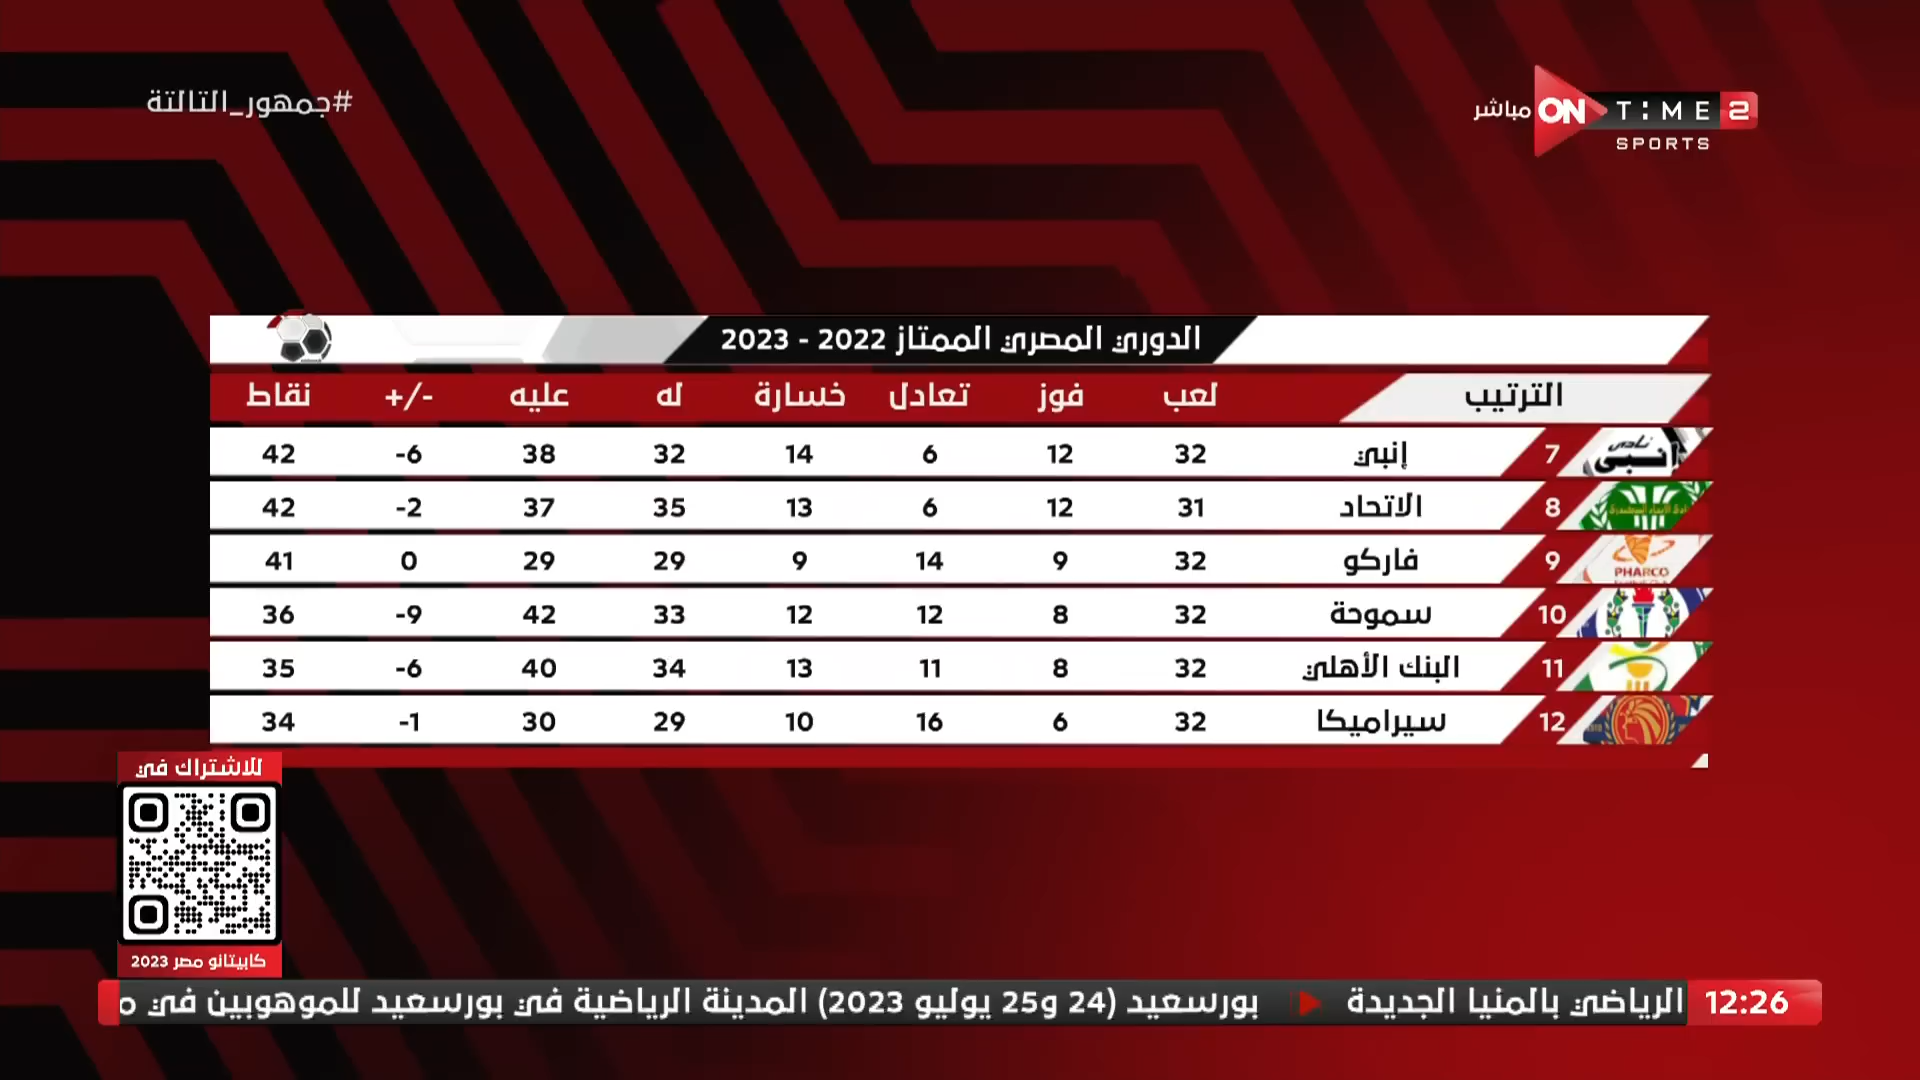 #جمهور_التالتة
مباشر ON TIME 2
SPORTS
الدوري المصري الممتاز 2022 - 2023
الترتيب لعب فوز تعادل خسارة له عليه +/- نقاط
نادي إنبي 7 إنبي 32 12 6 14 32 38 -6 42
8 الاتحاد 31 12 6 13 35 37 -2 42
PHARCO 9 فاركو 32 9 14 9 29 29 0 41
10 سموحة 32 8 12 12 33 42 -9 36
11 البنك الأهلي 32 8 11 13 34 40 -6 35
12 سيراميكا 32 6 16 10 29 30 -1 34
للاشتراك في
كابيتانو مصر 2023
12:26 الرياضي بالمنيا الجديدة بورسعيد (24 و25 يوليو 2023) المدينة الرياضية في بورسعيد للموهوبين في م